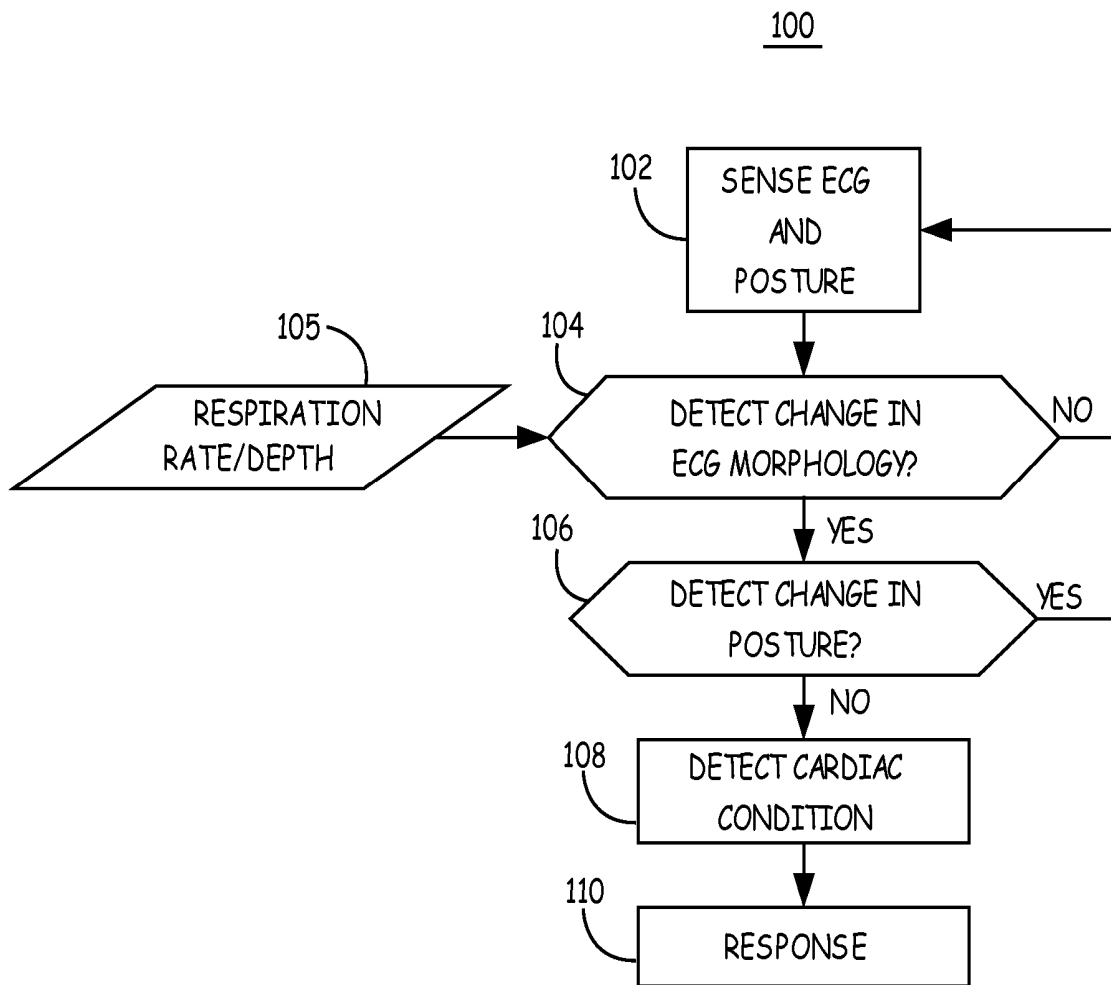 100
102
SENSE ECG
AND
POSTURE
105
104
RESPIRATION
RATE/DEPTH
DETECT CHANGE IN
ECG MORPHOLOGY?
NO
YES
106
DETECT CHANGE IN
POSTURE?
YES
NO
108
DETECT CARDIAC
CONDITION
110
RESPONSE